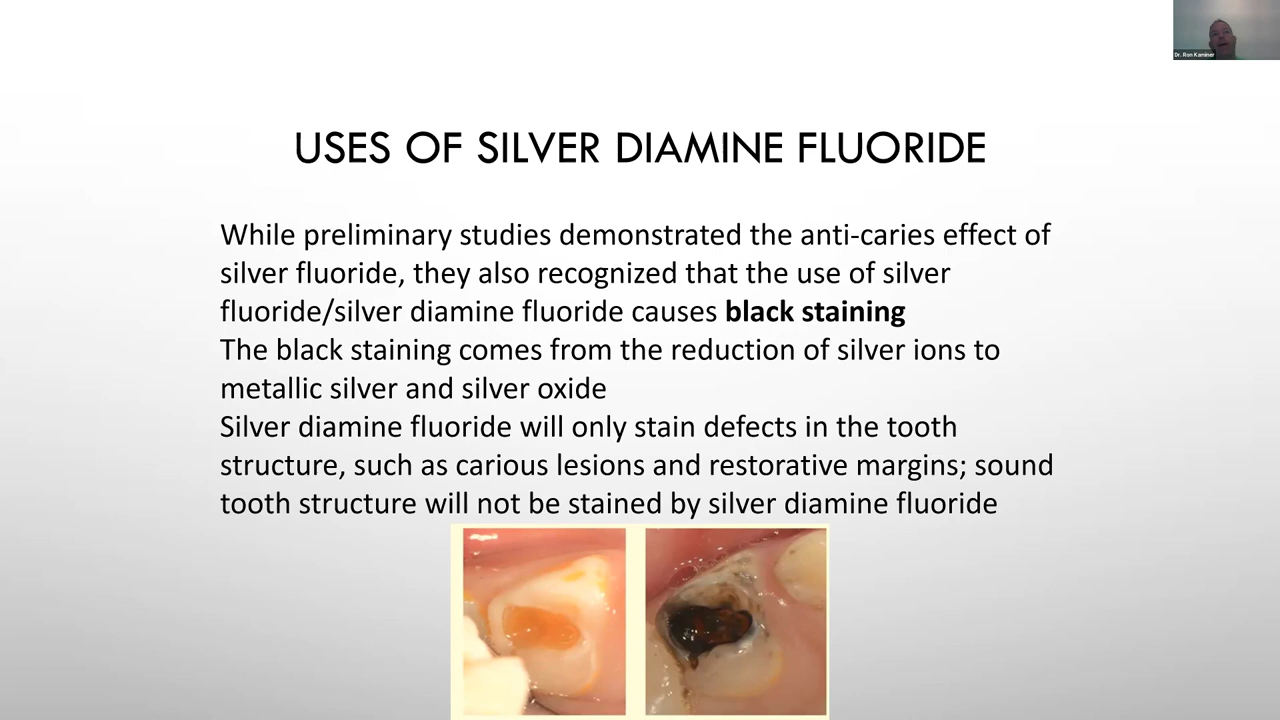 Dr. Ron Kaminer
USES OF SILVER DIAMINE FLUORIDE
While preliminary studies demonstrated the anti-caries effect of
silver fluoride, they also recognized that the use of silver
fluoride/silver diamine fluoride causes black staining
The black staining comes from the reduction of silver ions to
metallic silver and silver oxide
Silver diamine fluoride will only stain defects in the tooth
structure, such as carious lesions and restorative margins; sound
tooth structure will not be stained by silver diamine fluoride